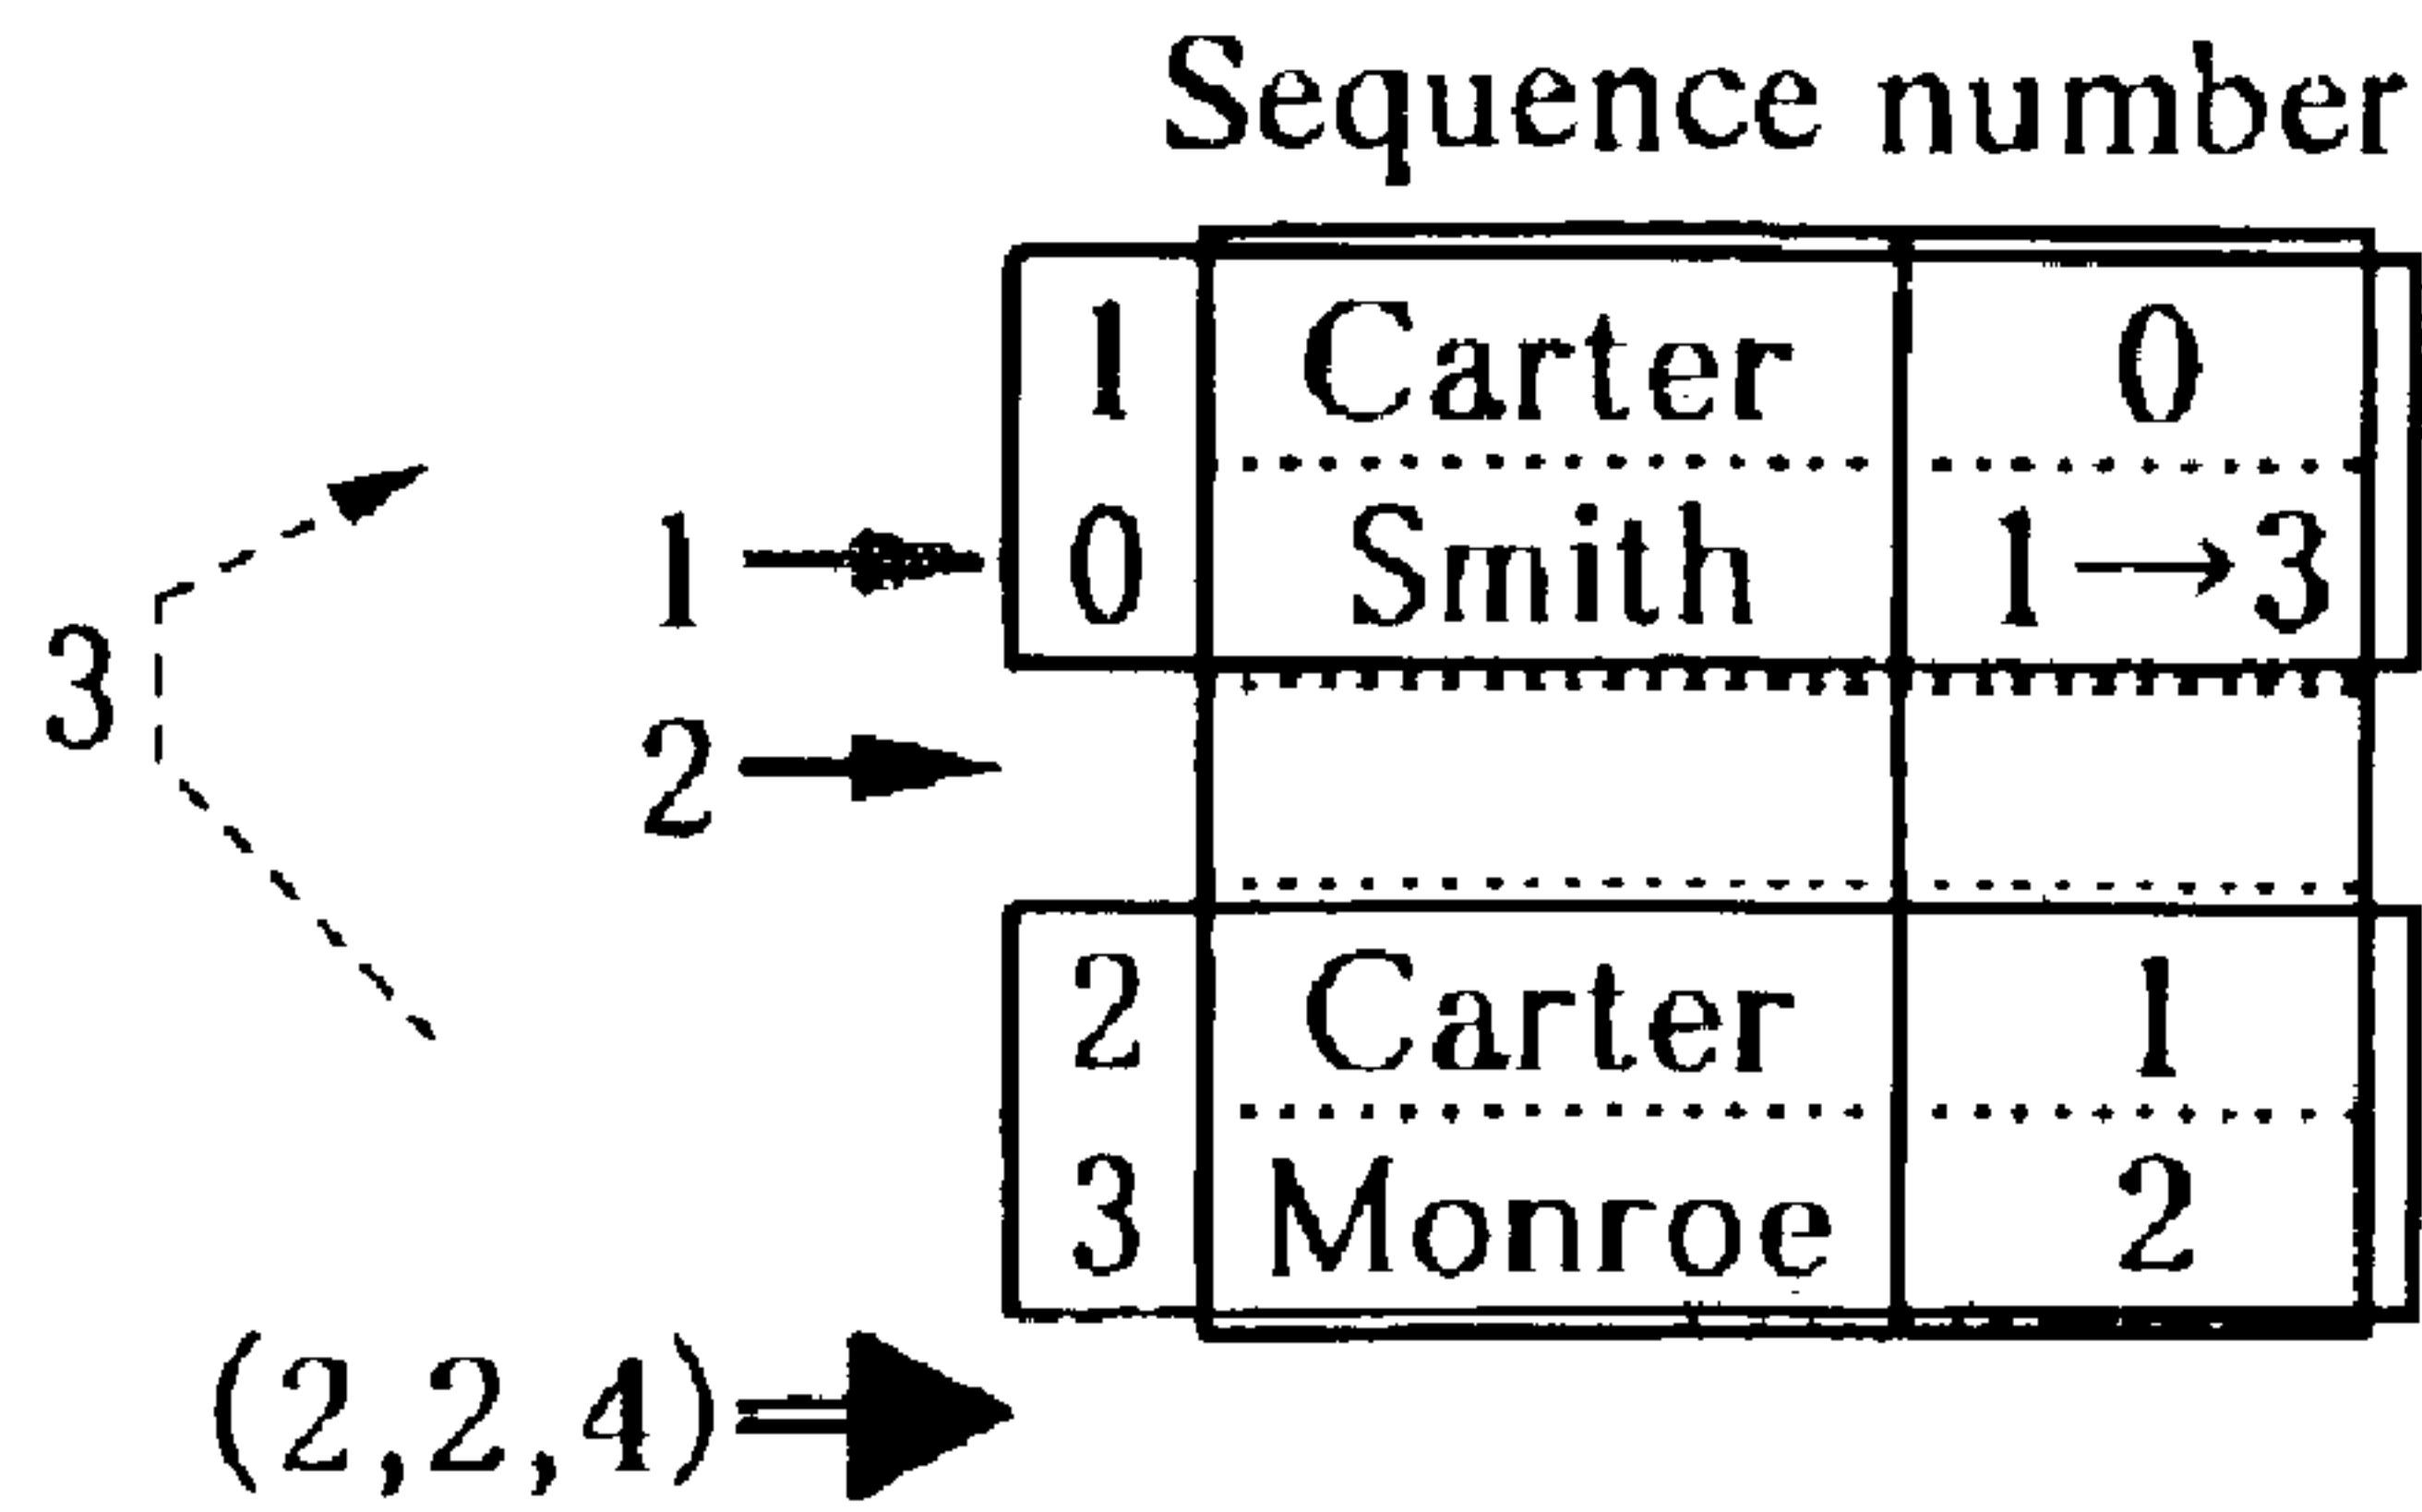 Sequence number
1 Carter 0
1 0 Smith 1→3
3
2
2 Carter 1
3 Monroe 2
(2,2,4)